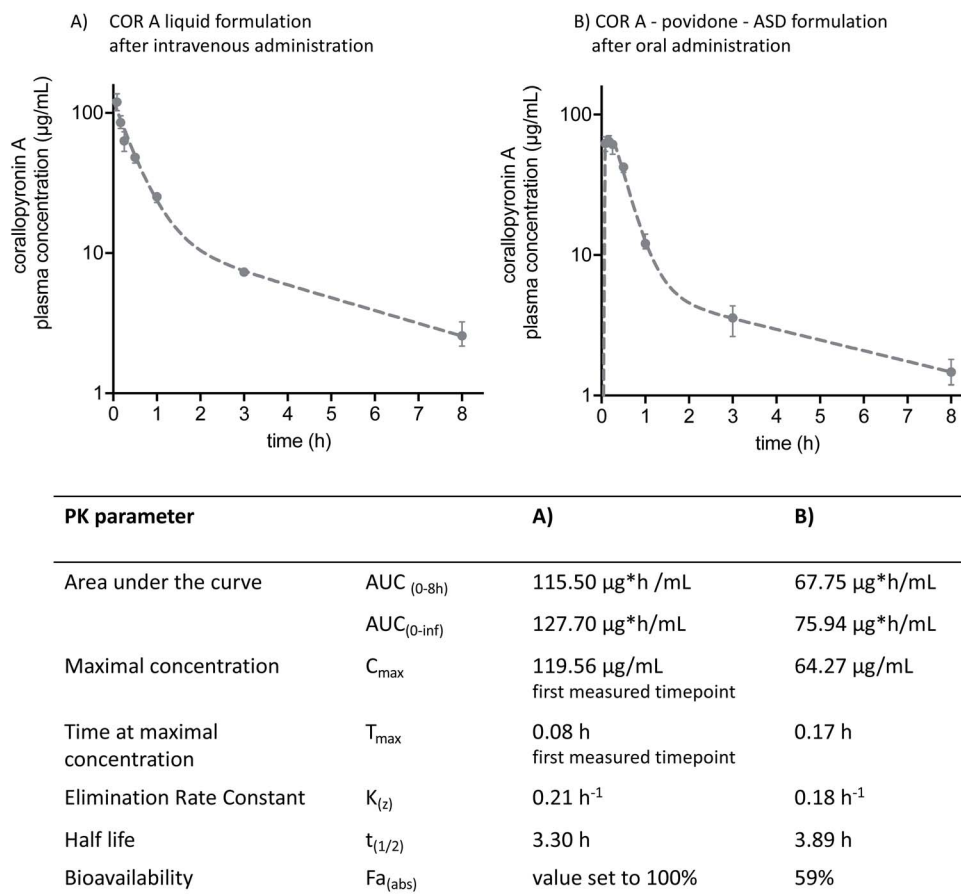 A) COR A liquid formulation
after intravenous administration
corallopyronin A
plasma concentration (µg/mL)
100
10
1
0 1 2 3 4 5 6 7 8
time (h)
B) COR A - povidone - ASD formulation
after oral administration
corallopyronin A
plasma concentration (µg/mL)
100
10
1
0 1 2 3 4 5 6 7 8
time (h)
PK parameter A) B)
Area under the curve AUC (0-8h) 115.50 µg*h /mL 67.75 µg*h/mL
AUC(0-inf) 127.70 µg*h/mL 75.94 µg*h/mL
Maximal concentration Cmax 119.56 µg/mL 64.27 µg/mL
first measured timepoint
Time at maximal Tmax 0.08 h 0.17 h
concentration first measured timepoint
Elimination Rate Constant K(z) 0.21 h-1 0.18 h-1
Half life t(1/2) 3.30 h 3.89 h
Bioavailability Fa(abs) value set to 100% 59%